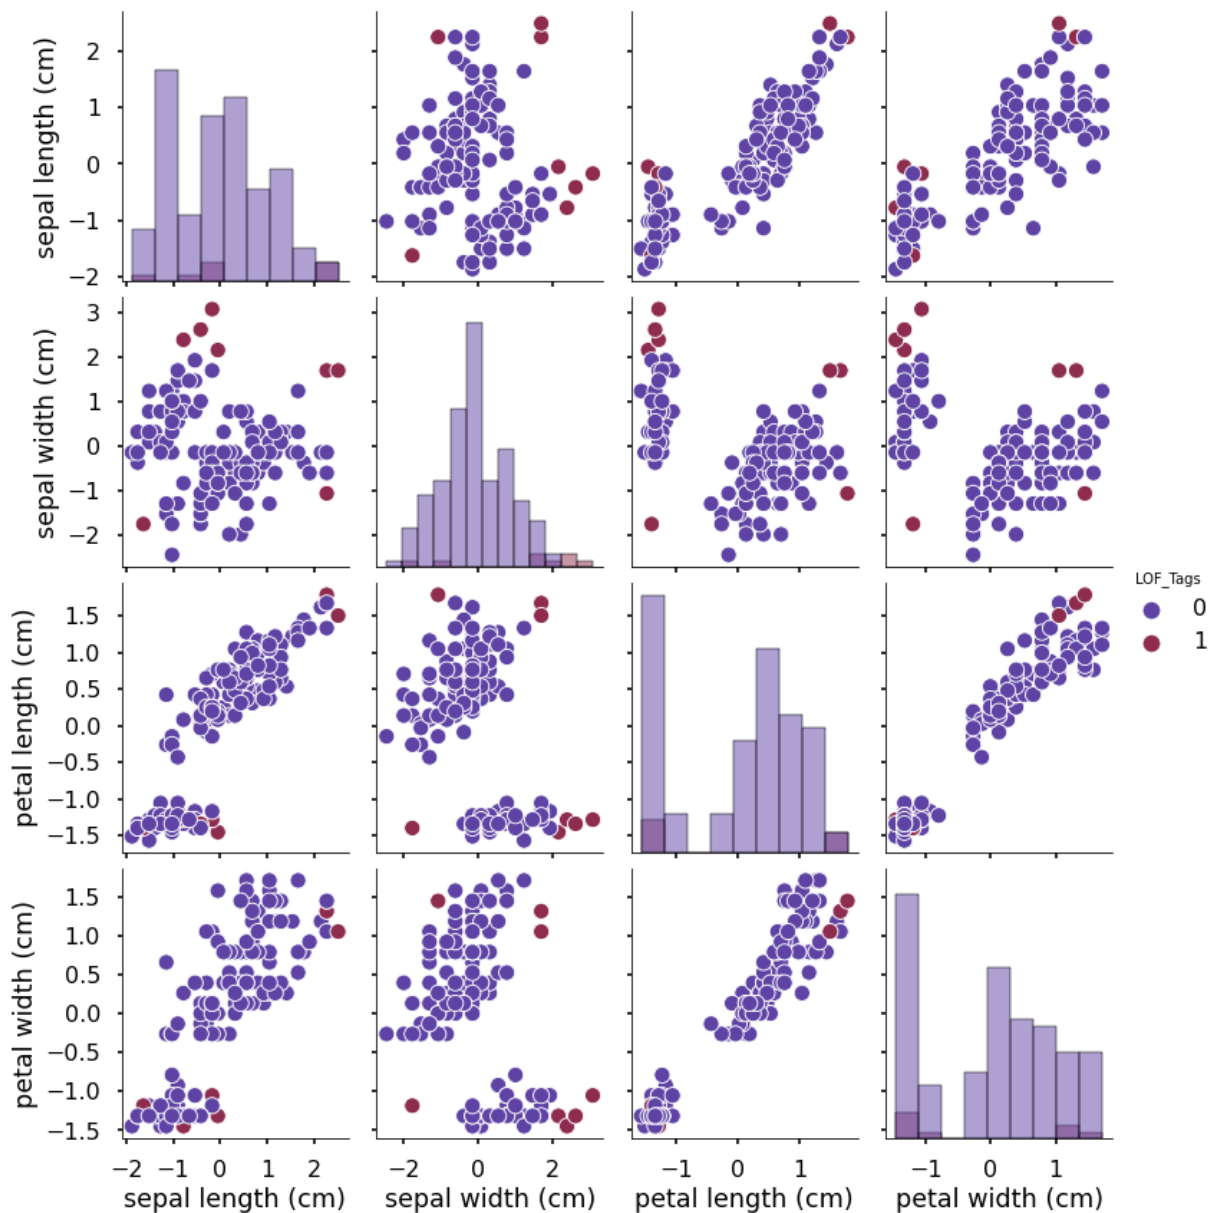 sepal length (cm)
2
1
0
−1
−2
sepal width (cm)
3
2
1
0
−1
−2
petal length (cm)
1.5
1.0
0.5
0.0
−0.5
−1.0
−1.5
petal width (cm)
1.5
1.0
0.5
0.0
−0.5
−1.0
−1.5
−2 −1 0 1 2
sepal length (cm)
−2 0 2
sepal width (cm)
−1 0 1
petal length (cm)
−1 0 1
petal width (cm)
LOF_Tags
0
1